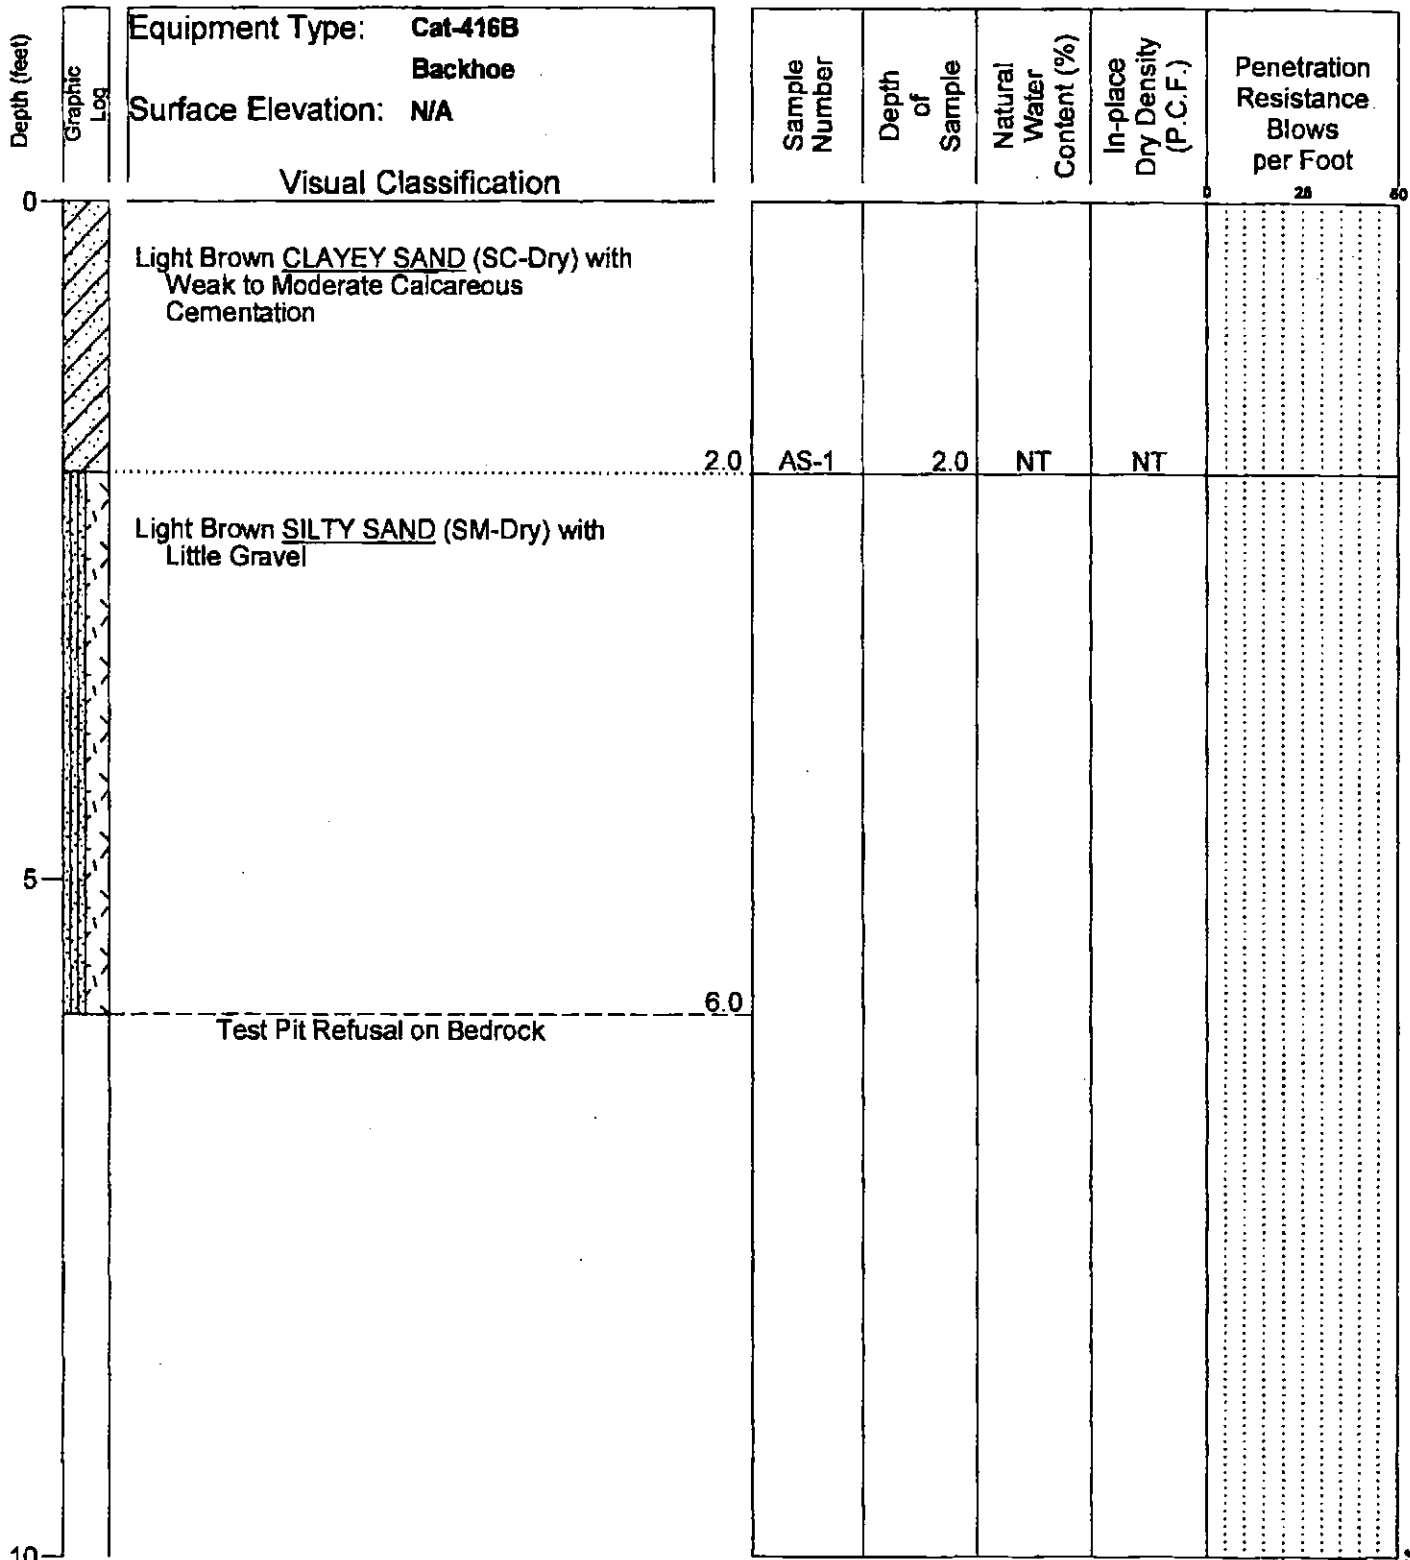 Depth (feet)
Graphic
Log
Equipment Type: Cat-416B
Backhoe
Surface Elevation: N/A
Visual Classification
Sample
Number
Depth
of
Sample
Natural
Water
Content (%)
In-place
Dry Density
(P.C.F.)
Penetration
Resistance
Blows
per Foot
0 25 50
0
Light Brown CLAYEY SAND (SC-Dry) with
Weak to Moderate Calcareous
Cementation
2.0 AS-1 2.0 NT NT
Light Brown SILTY SAND (SM-Dry) with
Little Gravel
5
6.0
Test Pit Refusal on Bedrock
10